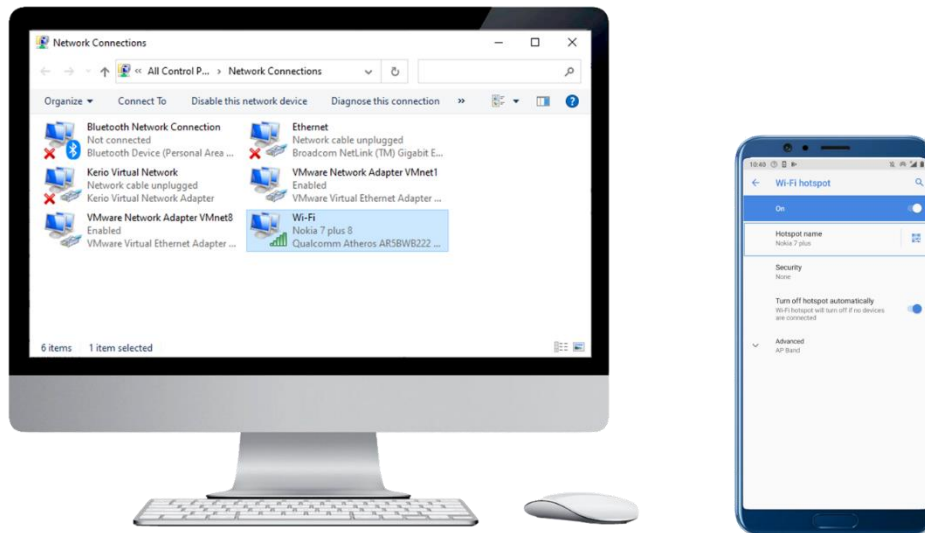 Network Connections
All Control P... › Network Connections
Organize Connect To Disable this network device Diagnose this connection »
Bluetooth Network Connection
Not connected
Bluetooth Device (Personal Area ...
Ethernet
Network cable unplugged
Broadcom NetLink (TM) Gigabit E...
Kerio Virtual Network
Network cable unplugged
Kerio Virtual Network Adapter
VMware Network Adapter VMnet1
Enabled
VMware Virtual Ethernet Adapter ...
VMware Network Adapter VMnet8
Enabled
VMware Virtual Ethernet Adapter ...
Wi-Fi
Nokia 7 plus 8
Qualcomm Atheros AR5BWB222 ...
6 items 1 item selected
10:40
Wi-Fi hotspot
On
Hotspot name
Nokia 7 plus
Security
None
Turn off hotspot automatically
Wi-Fi hotspot will turn off if no devices
are connected
Advanced
AP Band